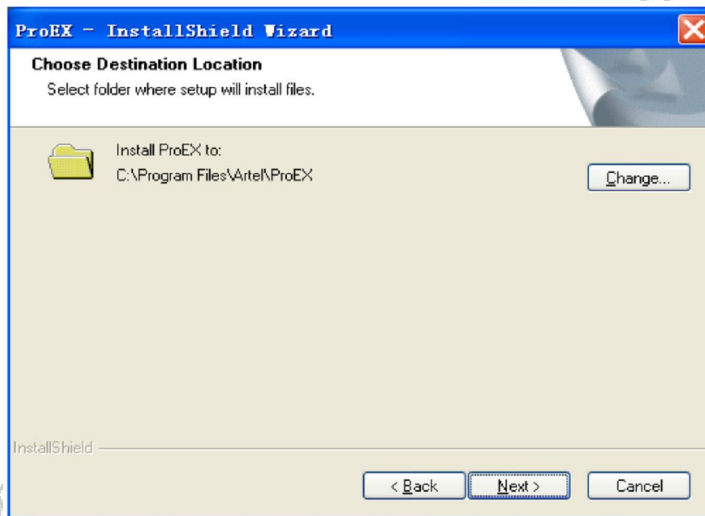 ProEX - InstallShield Wizard
Choose Destination Location
Select folder where setup will install files.
Install ProEX to:
C:\Program Files\Artel\ProEX
Change...
InstallShield
< Back
Next >
Cancel